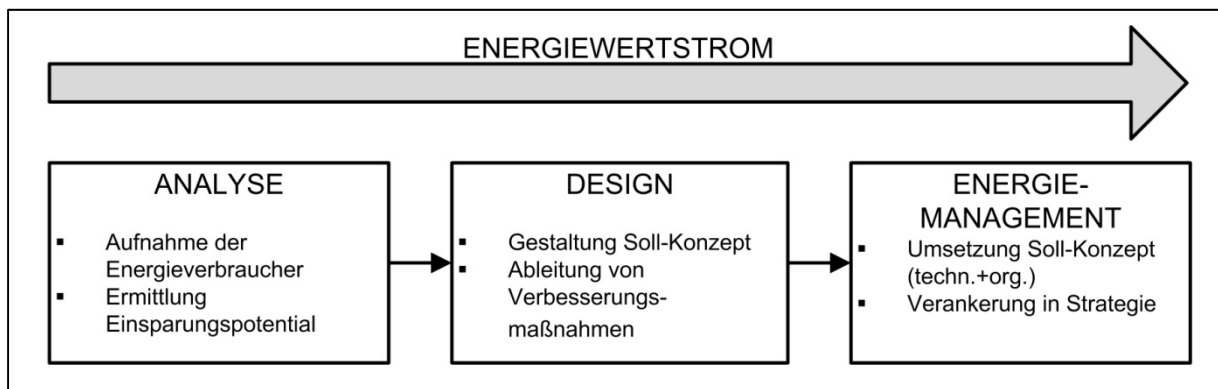 ENERGIEWERTSTROM
ANALYSE
▪ Aufnahme der
Energieverbraucher
▪ Ermittlung
Einsparungspotential
DESIGN
▪ Gestaltung Soll-Konzept
▪ Ableitung von
Verbesserungs-
maßnahmen
ENERGIE-
MANAGEMENT
▪ Umsetzung Soll-Konzept
(techn.+org.)
▪ Verankerung in Strategie